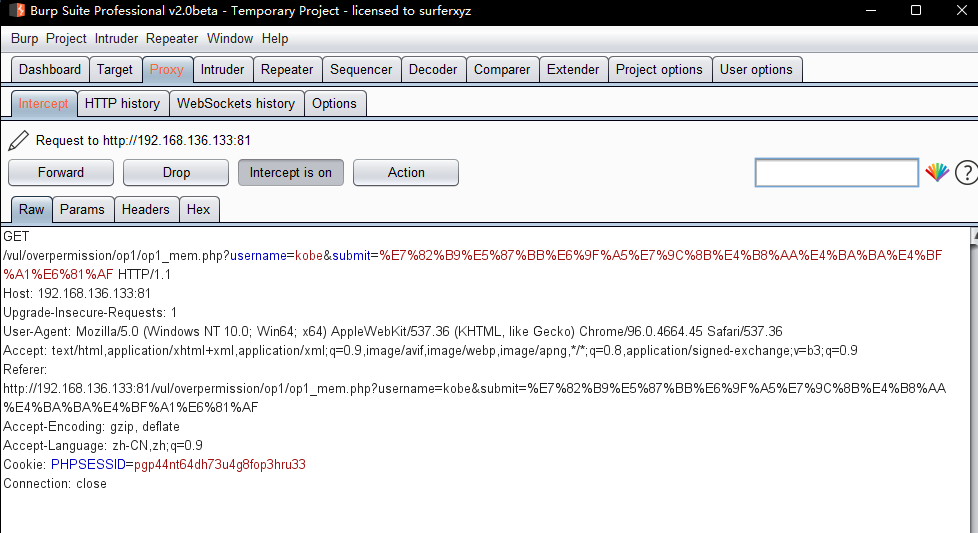 Burp Suite Professional v2.0beta - Temporary Project - licensed to surferxyz
Burp Project Intruder Repeater Window Help
Dashboard Target Proxy Intruder Repeater Sequencer Decoder Comparer Extender Project options User options
Intercept HTTP history WebSockets history Options
Request to http://192.168.136.133:81
Forward Drop Intercept is on Action ?
Raw Params Headers Hex
GET
/vul/overpermission/op1/op1_mem.php?username=kobe&submit=%E7%82%B9%E5%87%BB%E6%9F%A5%E7%9C%8B%E4%B8%AA%E4%BA%BA%E4%BF
%A1%E6%81%AF HTTP/1.1
Host: 192.168.136.133:81
Upgrade-Insecure-Requests: 1
User-Agent: Mozilla/5.0 (Windows NT 10.0; Win64; x64) AppleWebKit/537.36 (KHTML, like Gecko) Chrome/96.0.4664.45 Safari/537.36
Accept: text/html,application/xhtml+xml,application/xml;q=0.9,image/avif,image/webp,image/apng,*/*;q=0.8,application/signed-exchange;v=b3;q=0.9
Referer:
http://192.168.136.133:81/vul/overpermission/op1/op1_mem.php?username=kobe&submit=%E7%82%B9%E5%87%BB%E6%9F%A5%E7%9C%8B%E4%B8%AA
%E4%BA%BA%E4%BF%A1%E6%81%AF
Accept-Encoding: gzip, deflate
Accept-Language: zh-CN,zh;q=0.9
Cookie: PHPSESSID=pgp44nt64dh73u4g8fop3hru33
Connection: close